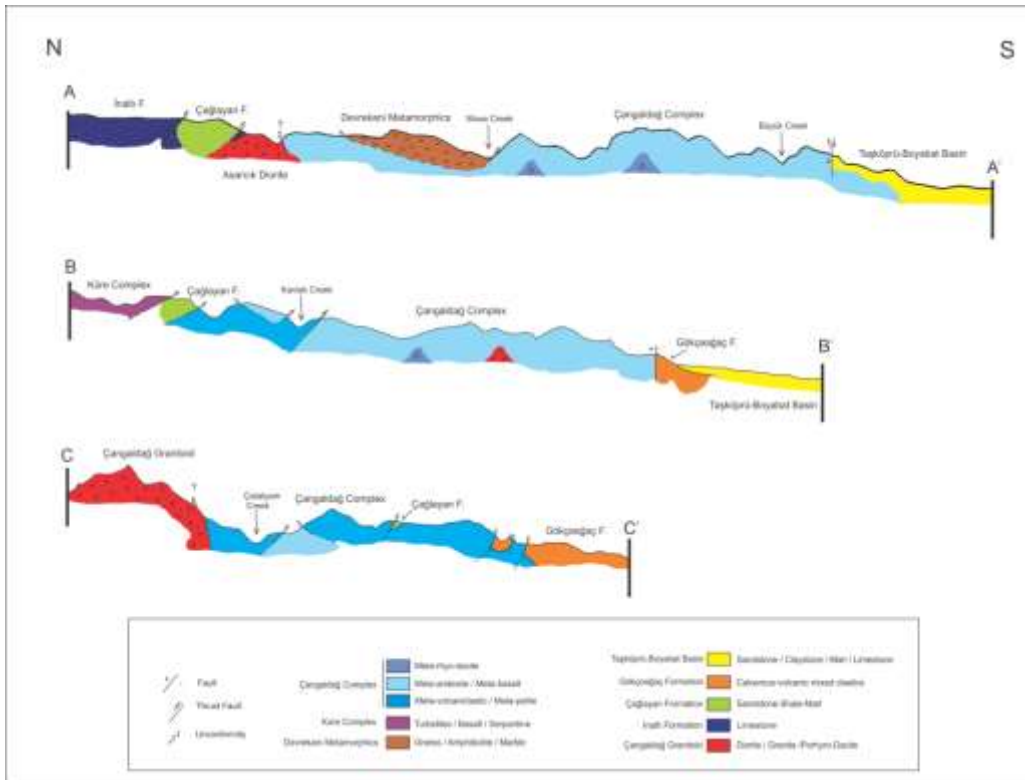 N
S
A
İnaltı F.
Çağlayan F.
Devrekani Metamorphics
Çangaldağ Complex
Taşköprü-Boyabat Basin
A'
Asarcık Diorite
B
Küre Complex
Çağlayan F.
Creek
Çangaldağ Complex
Gökçeağaç F.
B'
Taşköprü-Boyabat Basin
C
Çangaldağ Granitoid
Creek
Çangaldağ Complex
Çağlayan F.
Gökçeağaç F.
C'
Fault
Thrust Fault
Unconformity
Çangaldağ Complex
Meta-rhyo-dacite
Meta-andesite / Meta-basalt
Meta-volcaniclastic / Meta-pelite
Küre Complex
Turbidites / Basalt / Serpentine
Devrekani Metamorphics
Gneiss / Amphibolite / Marble
Taşköprü-Boyabat Basin
Sandstone / Claystone / Marl / Limestone
Gökçeağaç Formation
Calcareous-volcanic mixed clastics
Çağlayan Formation
Sandstone-Shale-Marl
İnaltı Formation
Limestone
Çangaldağ Granitoid
Diorite / Granite /Porhyric Dacite